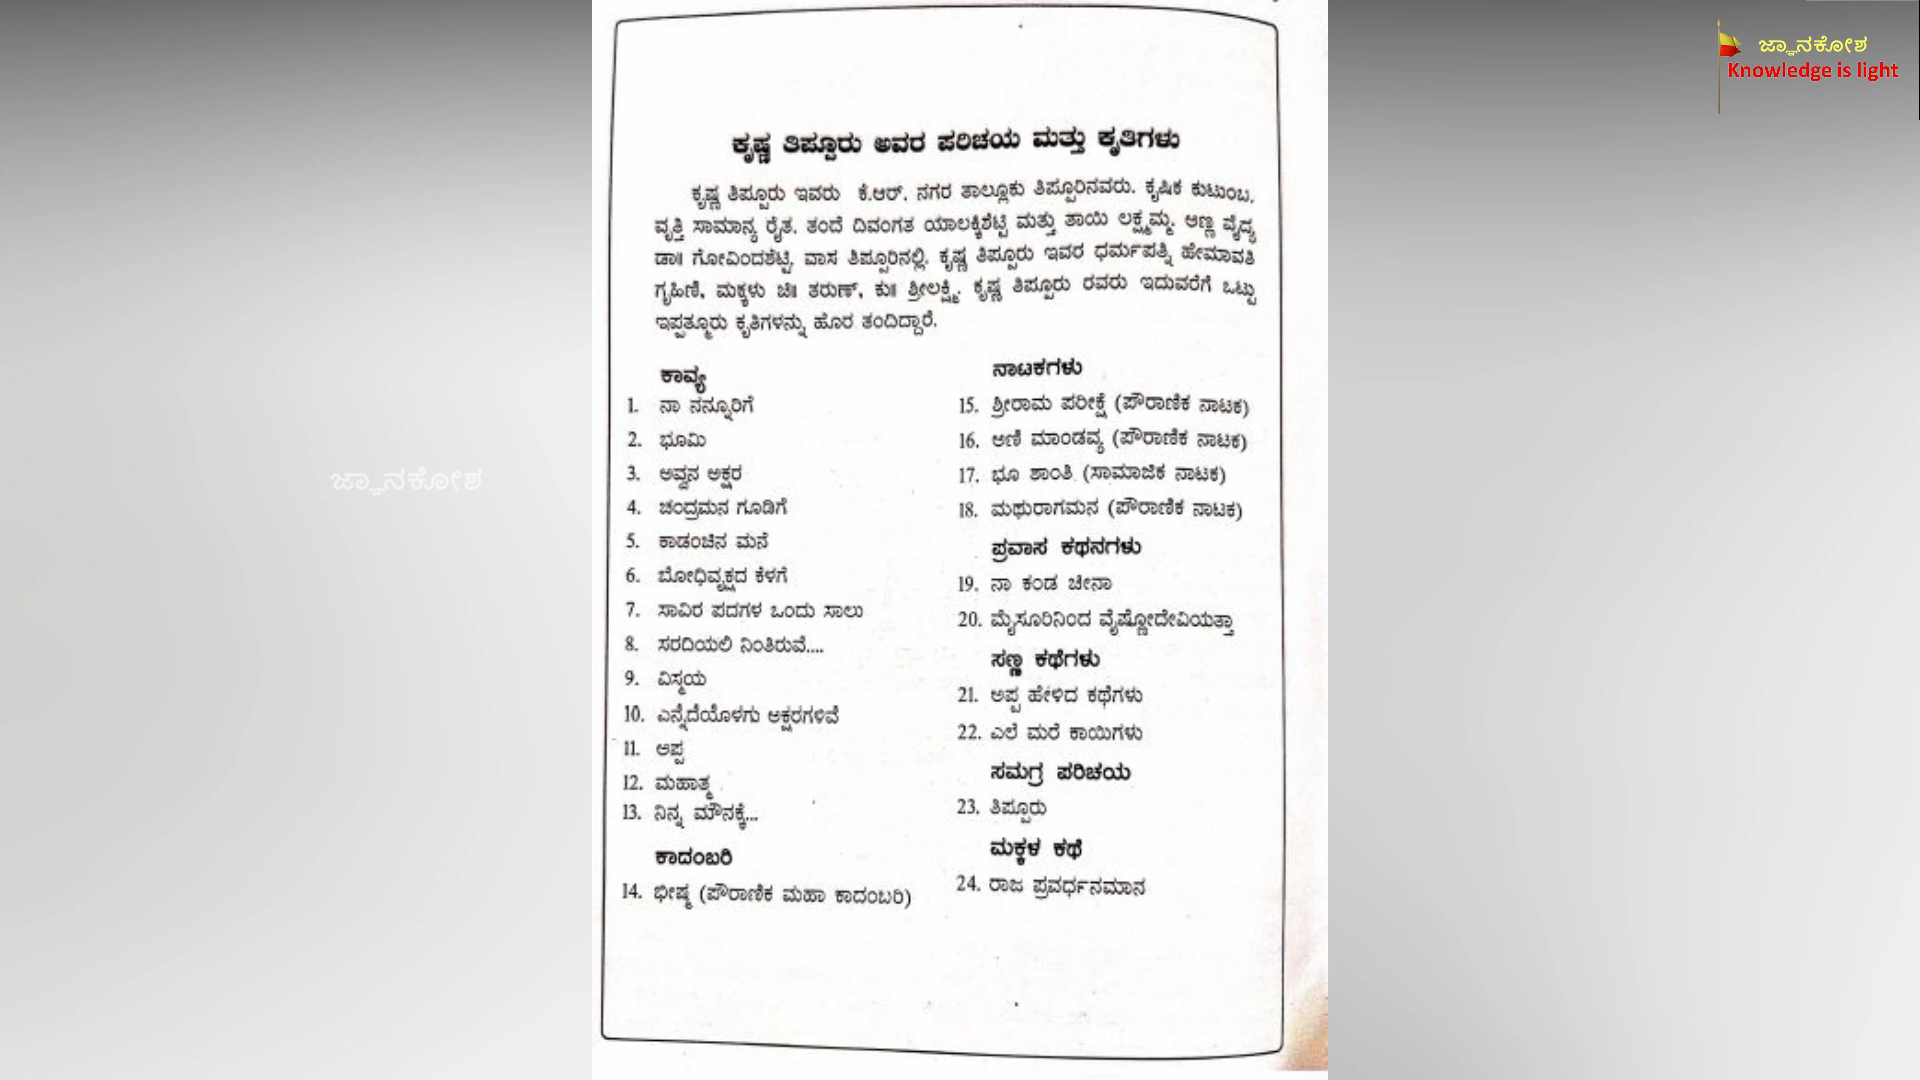 ಜ್ಞಾನಕೋಶ
Knowledge is light
ಕೃಷ್ಣ ತಿಪ್ಪೂರು ಅವರ ಪರಿಚಯ ಮತ್ತು ಕೃತಿಗಳು
ಕೃಷ್ಣ ತಿಪ್ಪೂರು ಇವರು ಕೆ.ಆರ್. ನಗರ ತಾಲ್ಲೂಕು ತಿಪ್ಪೂರಿನವರು. ಕೃಷಿಕ ಕುಟುಂಬ,
ವೃತ್ತಿ ಸಾಮಾನ್ಯ ರೈತ. ತಂದೆ ದಿವಂಗತ ಯಾಲಕ್ಕಿಶೆಟ್ಟಿ ಮತ್ತು ತಾಯಿ ಲಕ್ಷ್ಮಮ್ಮ. ಅಣ್ಣ ವೈದ್ಯ
ಡಾ॥ ಗೋವಿಂದಶೆಟ್ಟಿ. ವಾಸ ತಿಪ್ಪೂರಿನಲ್ಲಿ. ಕೃಷ್ಣ ತಿಪ್ಪೂರು ಇವರ ಧರ್ಮಪತ್ನಿ ಹೇಮಾವತಿ
ಗೃಹಿಣಿ, ಮಕ್ಕಳು ಚಿ॥ ತರುಣ್, ಕು॥ ಶ್ರೀಲಕ್ಷ್ಮಿ. ಕೃಷ್ಣ ತಿಪ್ಪೂರು ರವರು ಇದುವರೆಗೆ ಒಟ್ಟು
ಇಪ್ಪತ್ಮೂರು ಕೃತಿಗಳನ್ನು ಹೊರ ತಂದಿದ್ದಾರೆ.
ಕಾವ್ಯ
1. ನಾ ನನ್ನೂರಿಗೆ
2. ಭೂಮಿ
3. ಅವ್ವನ ಅಕ್ಷರ
4. ಚಂದ್ರಮನ ಗೂಡಿಗೆ
5. ಕಾಡಂಚಿನ ಮನೆ
6. ಬೋಧಿವೃಕ್ಷದ ಕೆಳಗೆ
7. ಸಾವಿರ ಪದಗಳ ಒಂದು ಸಾಲು
8. ಸರದಿಯಲಿ ನಿಂತಿರುವೆ....
9. ವಿಸ್ಮಯ
10. ಎನ್ನೆದೆಯೊಳಗು ಅಕ್ಷರಗಳಿವೆ
11. ಅಪ್ಪ
12. ಮಹಾತ್ಮ
13. ನಿನ್ನ ಮೌನಕ್ಕೆ...
ಕಾದಂಬರಿ
14. ಭೀಷ್ಮ (ಪೌರಾಣಿಕ ಮಹಾ ಕಾದಂಬರಿ)
ನಾಟಕಗಳು
15. ಶ್ರೀರಾಮ ಪರೀಕ್ಷೆ (ಪೌರಾಣಿಕ ನಾಟಕ)
16. ಅಣಿ ಮಾಂಡವ್ಯ (ಪೌರಾಣಿಕ ನಾಟಕ)
17. ಭೂ ಶಾಂತಿ (ಸಾಮಾಜಿಕ ನಾಟಕ)
18. ಮಥುರಾಗಮನ (ಪೌರಾಣಿಕ ನಾಟಕ)
ಪ್ರವಾಸ ಕಥನಗಳು
19. ನಾ ಕಂಡ ಚೀನಾ
20. ಮೈಸೂರಿನಿಂದ ವೈಷ್ಣೋದೇವಿಯತ್ತಾ
ಸಣ್ಣ ಕಥೆಗಳು
21. ಅಪ್ಪ ಹೇಳಿದ ಕಥೆಗಳು
22. ಎಲೆ ಮರೆ ಕಾಯಿಗಳು
ಸಮಗ್ರ ಪರಿಚಯ
23. ತಿಪ್ಪೂರು
ಮಕ್ಕಳ ಕಥೆ
24. ರಾಜ ಪ್ರವರ್ಧನಮಾನ
ಜ್ಞಾನಕೋಶ